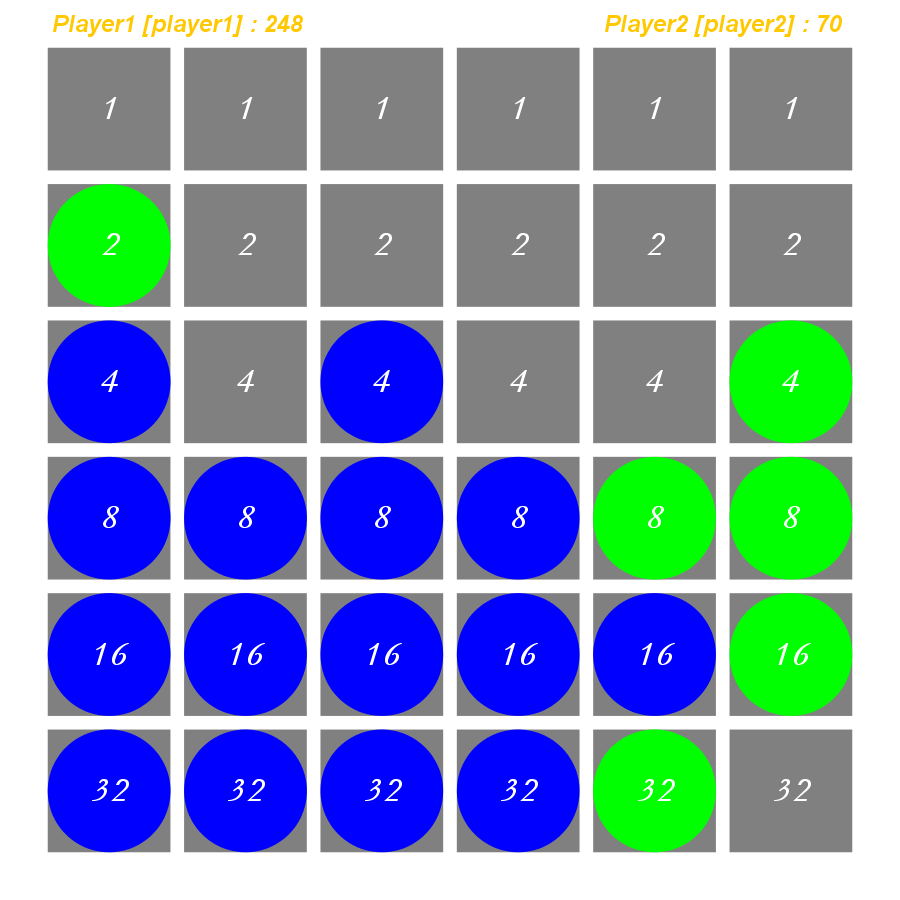 Player1 [player1] : 248 Player2 [player2] : 70
1 1 1 1 1 1
2 2 2 2 2 2
4 4 4 4 4 4
8 8 8 8 8 8
16 16 16 16 16 16
32 32 32 32 32 32